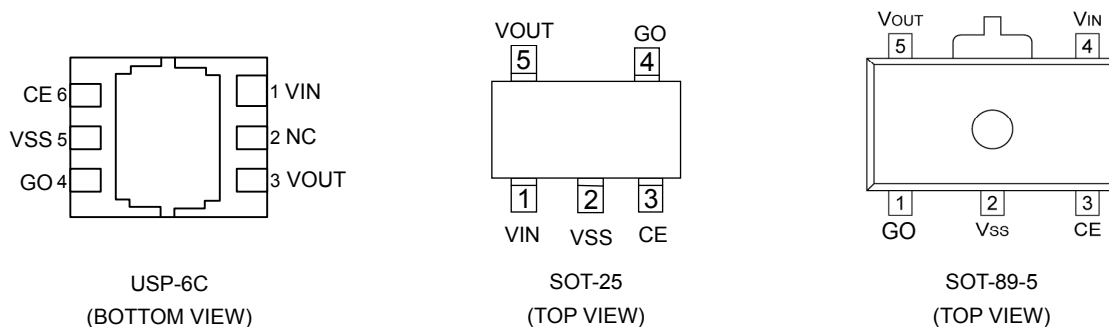 CE 6
VSS 5
GO 4
1 VIN
2 NC
3 VOUT
USP-6C
(BOTTOM VIEW)
VOUT GO
5 4
1 2 3
VIN VSS CE
SOT-25
(TOP VIEW)
VOUT VIN
5 4
1 2 3
GO VSS CE
SOT-89-5
(TOP VIEW)